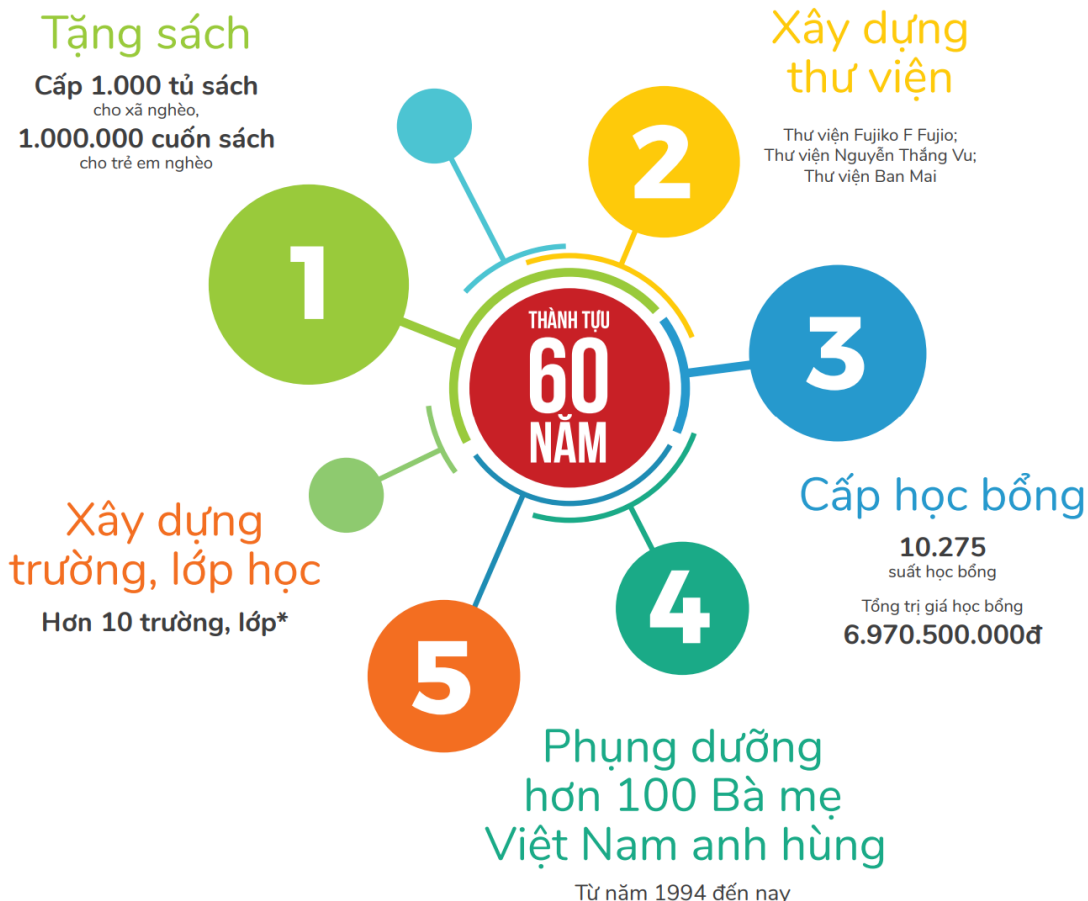 Tặng sách
Cấp 1.000 tủ sách
cho xã nghèo,
1.000.000 cuốn sách
cho trẻ em nghèo
1
Xây dựng
thư viện
Thư viện Fujiko F Fujio;
Thư viện Nguyễn Thắng Vu;
Thư viện Ban Mai
2
THÀNH TỰU
60
NĂM
3
Cấp học bổng
10.275
suất học bổng
Tổng trị giá học bổng
6.970.500.000đ
4
Phụng dưỡng
hơn 100 Bà mẹ
Việt Nam anh hùng
Từ năm 1994 đến nay
5
Xây dựng
trường, lớp học
Hơn 10 trường, lớp*